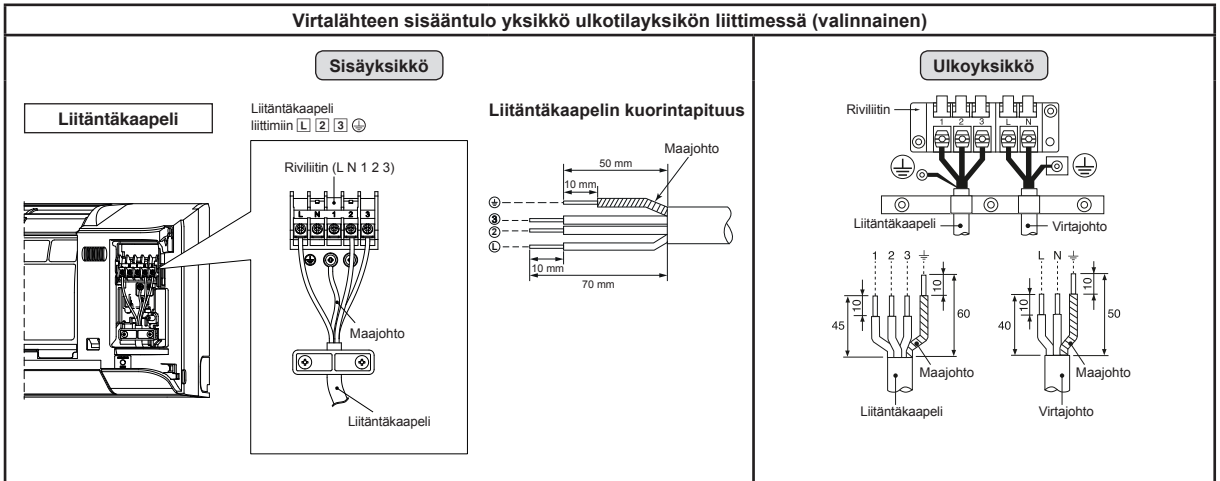 Virtalähteen sisääntulo yksikkö ulkotilayksikön liittimessä (valinnainen)
Sisäyksikkö
Liitäntäkaapeli
Liitäntäkaapeli
liittimiin L 2 3 ⏚
Riviliitin (L N 1 2 3)
L N 1 2 3
Maajohto
Liitäntäkaapeli
Liitäntäkaapelin kuorintapituus
Maajohto
50 mm
10 mm
⏚
3
2
L
10 mm
70 mm
Ulkoyksikkö
Riviliitin
1 2 3 L N
⏚ ⏚
Liitäntäkaapeli
Virtajohto
1 2 3 ⏚
10
10
45
60
Maajohto
Liitäntäkaapeli
L N ⏚
10
10
40
50
Maajohto
Virtajohto